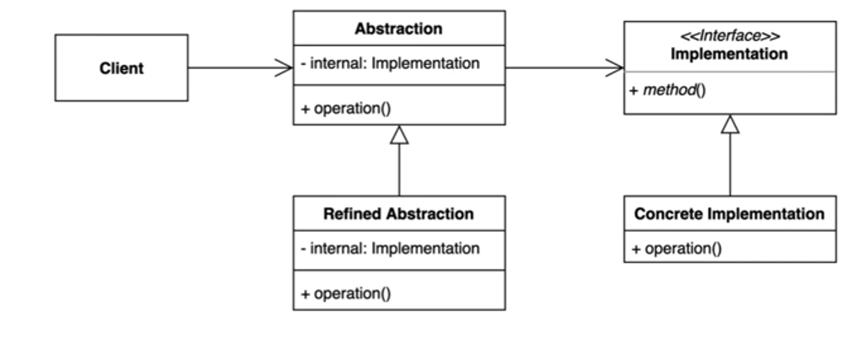 Client
Abstraction
- internal: Implementation
+ operation()
<<Interface>>
Implementation
+ method()
Refined Abstraction
- internal: Implementation
+ operation()
Concrete Implementation
+ operation()